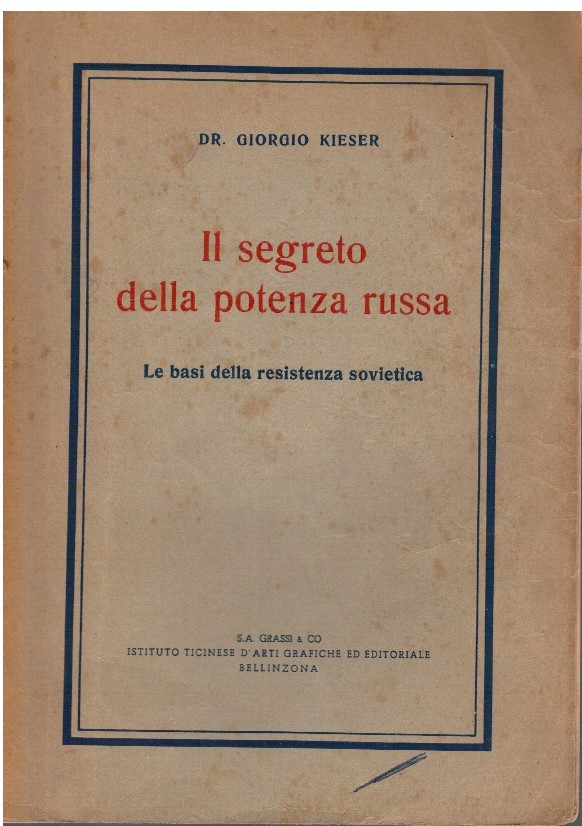 DR. GIORGIO KIESER
Il segreto
della potenza russa
Le basi della resistenza sovietica
S.A. GRASSI & CO
ISTITUTO TICINESE D'ARTI GRAFICHE ED EDITORIALE
BELLINZONA